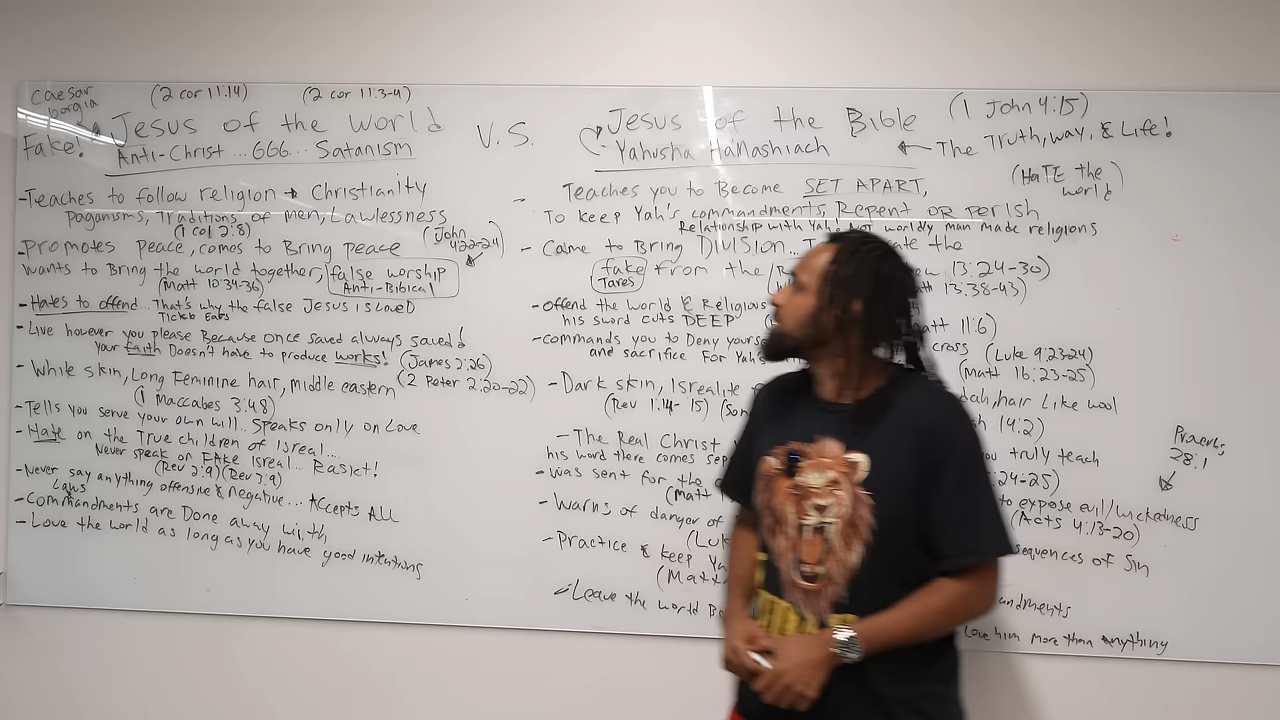 Caesar
Borgia
(2 cor 11.14)
(2 cor 11.3-4)
Fake!
Jesus of the World
Anti-Christ...666...Satanism
-Teaches to follow religion → Christianity
paganisms, Traditions of men, Lawlessness
(1 col 2:8)
(John
4:22-24)
-Promotes peace, comes to Bring peace
wants to Bring the world together,
false worship
Anti-Biblical
(Matt 10:34-36)
-Hates to offend... That's why the false Jesus is LoveD
Tickle Ears
-Live however you please Because once saved always saved!
your faith Doesn't have to produce works!
(James 2:26)
(2 Peter 2:20-22)
- White skin, Long Feminine hair, middle eastern
(1 Maccabes 3:48)
-Tells you serve your own will.. Speaks only on Love
-Hate on the True children of Isreal...
Never speak on FAke Isreal... Rasict!
(Rev 2:9)(Rev 3:9)
-Never say anything offensive & Negative... Accepts All
Laws
-commandments are Done away with
-Love the world as long as you have good intentions
V.S.
Jesus of the Bible
Yahusha HaMashiach
(1 John 4:15)
← The Truth, way, & Life!
(HaTE the
world)
- Teaches you to Become SET APART,
To keep Yah's commandments, Repent or perish
Relationship with Yah! Not worldly man made religions
- Came to Bring DIVISION...
ate the
fake
Tares
from the
13:24-30)
13:38-43)
-Offend the world & Religious
his sword cuts DEEP
11:6)
-commands you to Deny
cross
and sacrifice For
(Luke 9:23-24)
(Matt 16:23-25)
-Dark skin, Isrealite
hair Like wool
(Rev 1.14-15)
14:2)
-The Real Christ
you truly teach
his word there comes
24-25)
-was sent for the
to expose evil/wickedness
(Matt
(Acts 4:13-20)
-Warns of danger of
of Sin
-Practice & keep
(Matt
-Leave the world
Love him more than anything
Proverbs
28:1